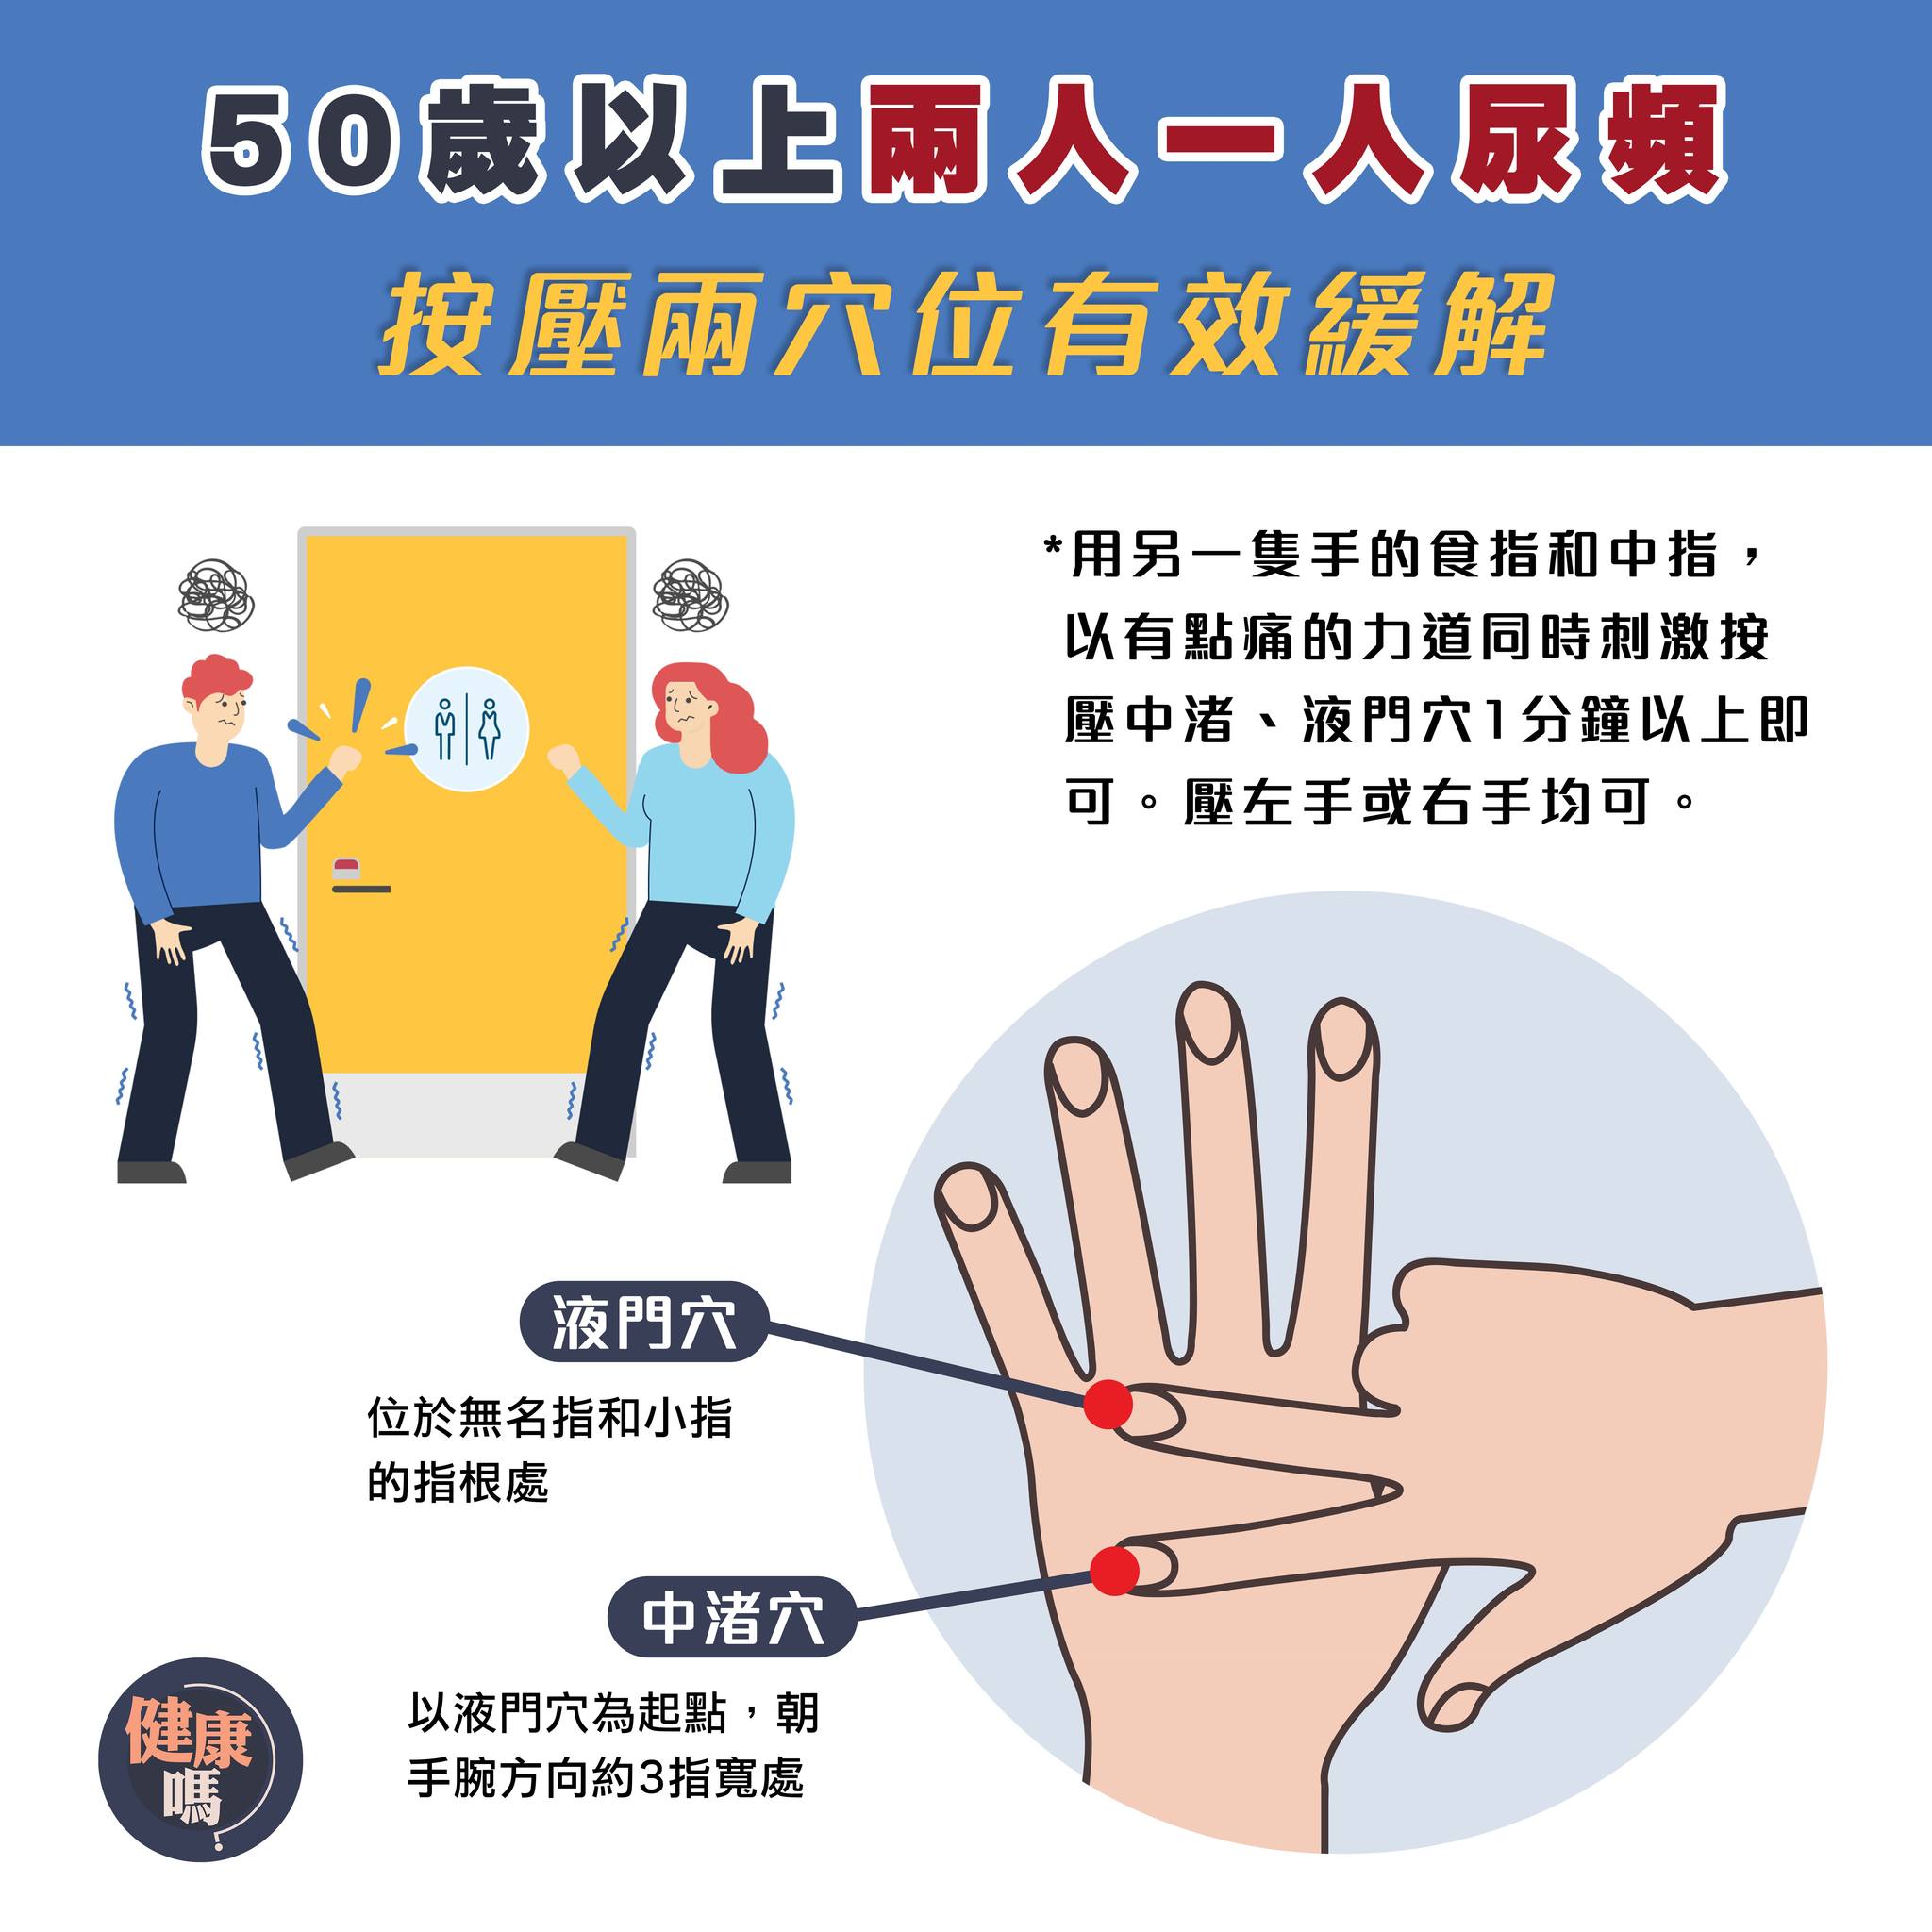 50歲以上兩人一人尿頻
按壓兩穴位有效緩解
*用另一隻手的食指和中指，
以有點痛的力道同時刺激按
壓中渚、液門穴1分鐘以上即
可。壓左手或右手均可。
液門穴
位於無名指和小指
的指根處
中渚穴
以液門穴為起點，朝
手腕方向約3指寬處
健康
嗎